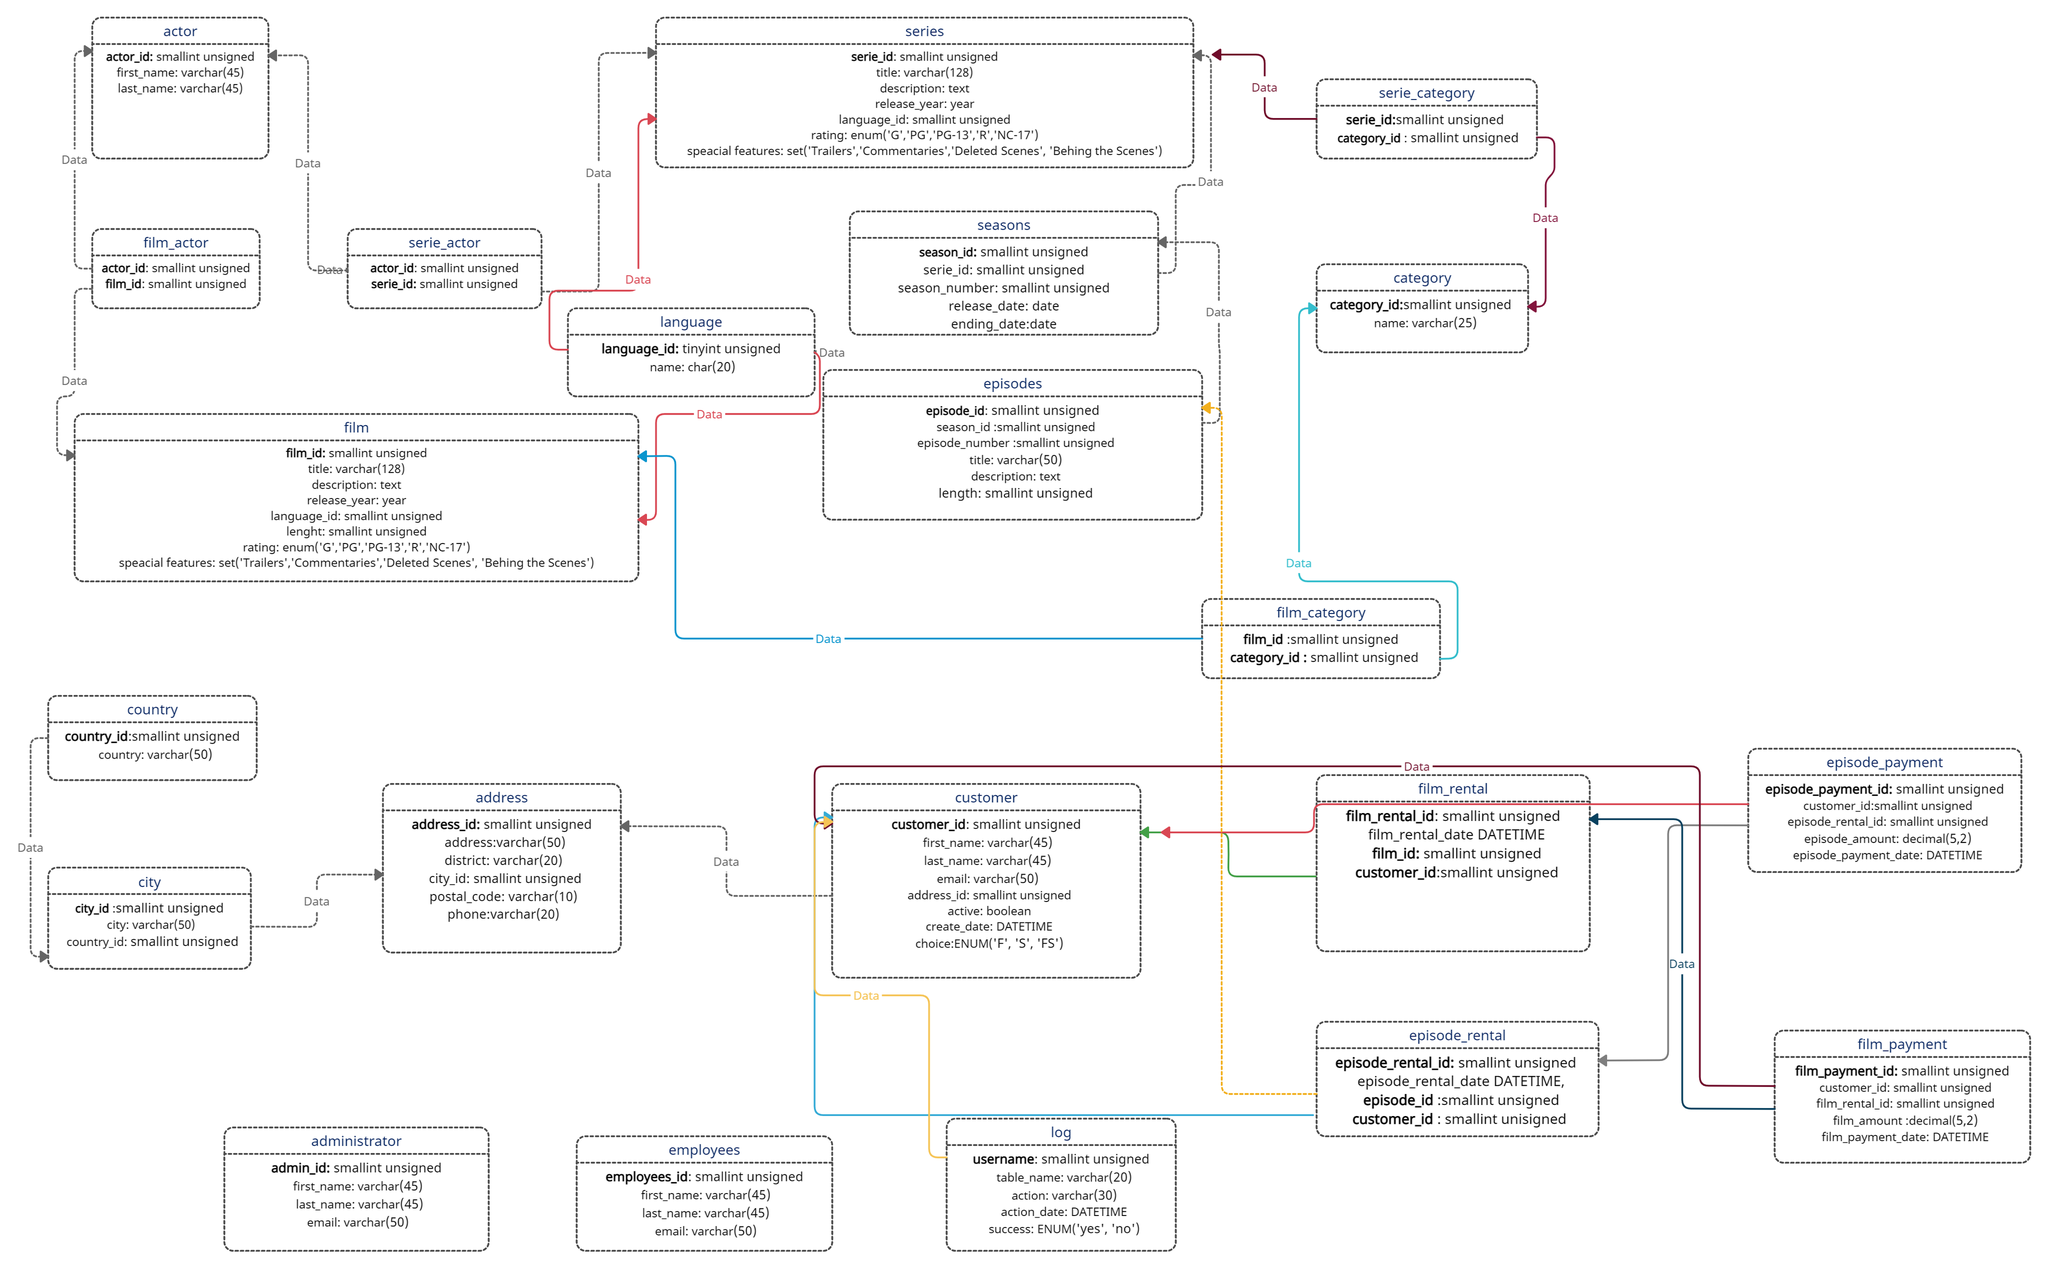 actor
actor_id: smallint unsigned
first_name: varchar(45)
last_name: varchar(45)
series
serie_id: smallint unsigned
title: varchar(128)
description: text
release_year: year
language_id: smallint unsigned
rating: enum('G','PG','PG-13','R','NC-17')
speacial features: set('Trailers','Commentaries','Deleted Scenes', 'Behing the Scenes')
serie_category
serie_id:smallint unsigned
category_id : smallint unsigned
Data
Data
Data
Data
Data
Data
Data
film_actor
actor_id: smallint unsigned
film_id: smallint unsigned
serie_actor
actor_id: smallint unsigned
serie_id: smallint unsigned
Data
Data
seasons
season_id: smallint unsigned
serie_id: smallint unsigned
season_number: smallint unsigned
release_date: date
ending_date:date
Data
category
category_id:smallint unsigned
name: varchar(25)
language
language_id: tinyint unsigned
name: char(20)
Data
Data
Data
episodes
episode_id: smallint unsigned
season_id :smallint unsigned
episode_number :smallint unsigned
title: varchar(50)
description: text
length: smallint unsigned
film
film_id: smallint unsigned
title: varchar(128)
description: text
release_year: year
language_id: smallint unsigned
lenght: smallint unsigned
rating: enum('G','PG','PG-13','R','NC-17')
speacial features: set('Trailers','Commentaries','Deleted Scenes', 'Behing the Scenes')
Data
film_category
film_id :smallint unsigned
category_id : smallint unsigned
Data
country
country_id:smallint unsigned
country: varchar(50)
Data
city
city_id :smallint unsigned
city: varchar(50)
country_id: smallint unsigned
Data
address
address_id: smallint unsigned
address:varchar(50)
district: varchar(20)
city_id: smallint unsigned
postal_code: varchar(10)
phone:varchar(20)
Data
customer
customer_id: smallint unsigned
first_name: varchar(45)
last_name: varchar(45)
email: varchar(50)
address_id: smallint unsigned
active: boolean
create_date: DATETIME
choice:ENUM('F', 'S', 'FS')
Data
film_rental
film_rental_id: smallint unsigned
film_rental_date DATETIME
film_id: smallint unsigned
customer_id:smallint unsigned
episode_payment
episode_payment_id: smallint unsigned
customer_id:smallint unsigned
episode_rental_id: smallint unsigned
episode_amount: decimal(5,2)
episode_payment_date: DATETIME
Data
Data
episode_rental
episode_rental_id: smallint unsigned
episode_rental_date DATETIME,
episode_id :smallint unsigned
customer_id : smallint unisigned
film_payment
film_payment_id: smallint unsigned
customer_id: smallint unsigned
film_rental_id: smallint unsigned
film_amount :decimal(5,2)
film_payment_date: DATETIME
administrator
admin_id: smallint unsigned
first_name: varchar(45)
last_name: varchar(45)
email: varchar(50)
employees
employees_id: smallint unsigned
first_name: varchar(45)
last_name: varchar(45)
email: varchar(50)
log
username: smallint unsigned
table_name: varchar(20)
action: varchar(30)
action_date: DATETIME
success: ENUM('yes', 'no')